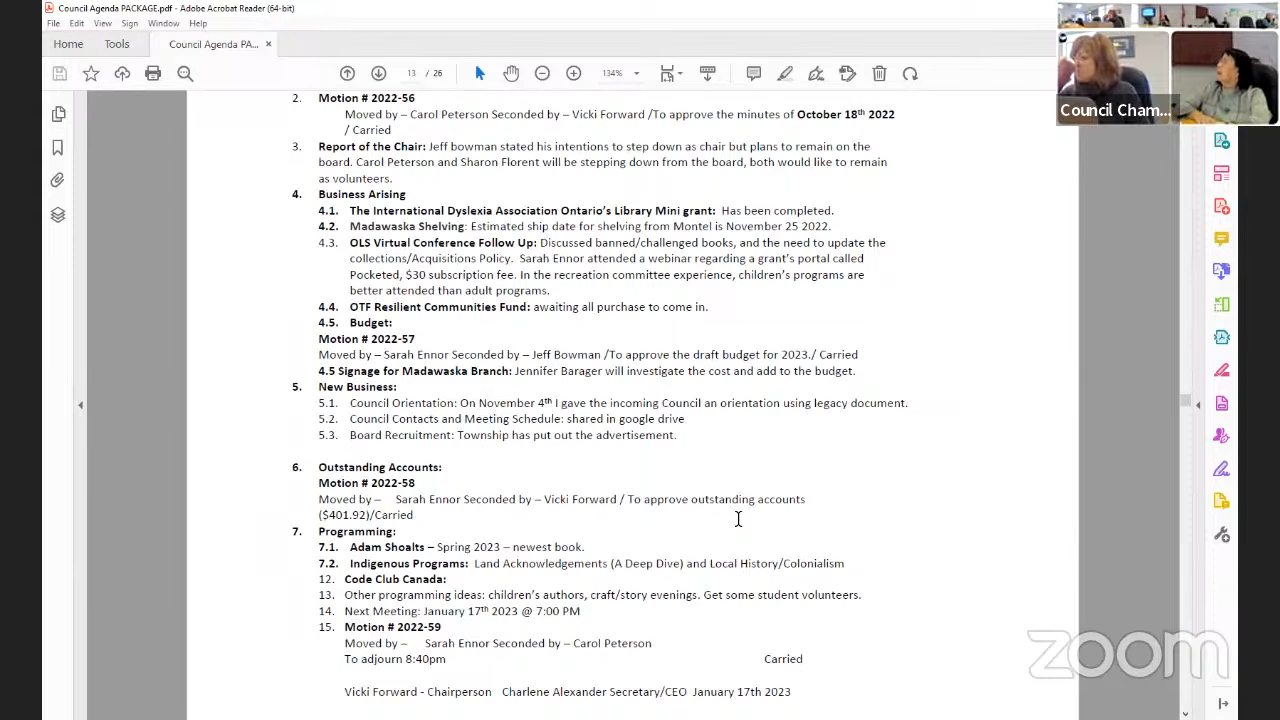 Council Agenda PACKAGE.pdf - Adobe Acrobat Reader (64-bit)
File Edit View Sign Window Help
Home Tools Council Agenda PA... ×
13 / 26 134%
Council Cham...
2. Motion # 2022-56
Moved by – Carol Peterson Seconded by – Vicki Forward /To approve the minutes of October 18th 2022
/ Carried
3. Report of the Chair: Jeff bowman stated his intentions to step down as chair but plans to remain on the
board. Carol Peterson and Sharon Florent will be stepping down from the board, both would like to remain
as volunteers.
4. Business Arising
4.1. The International Dyslexia Association Ontario's Library Mini grant: Has been completed.
4.2. Madawaska Shelving: Estimated ship date for shelving from Montel is November 25 2022.
4.3. OLS Virtual Conference Follow Up: Discussed banned/challenged books, and the need to update the
collections/Acquisitions Policy. Sarah Ennor attended a webinar regarding a grant's portal called
Pocketed, $30 subscription fee. In the recreation committee experience, children's programs are
better attended than adult programs.
4.4. OTF Resilient Communities Fund: awaiting all purchase to come in.
4.5. Budget:
Motion # 2022-57
Moved by – Sarah Ennor Seconded by – Jeff Bowman /To approve the draft budget for 2023./ Carried
4.5 Signage for Madawaska Branch: Jennifer Barager will investigate the cost and add to the budget.
5. New Business:
5.1. Council Orientation: On November 4th I gave the incoming Council an orientation using legacy document.
5.2. Council Contacts and Meeting Schedule: shared in google drive
5.3. Board Recruitment: Township has put out the advertisement.
6. Outstanding Accounts:
Motion # 2022-58
Moved by – Sarah Ennor Seconded by – Vicki Forward / To approve outstanding accounts
($401.92)/Carried
7. Programming:
7.1. Adam Shoalts – Spring 2023 – newest book.
7.2. Indigenous Programs: Land Acknowledgements (A Deep Dive) and Local History/Colonialism
12. Code Club Canada:
13. Other programming ideas: children's authors, craft/story evenings. Get some student volunteers.
14. Next Meeting: January 17th 2023 @ 7:00 PM
15. Motion # 2022-59
Moved by – Sarah Ennor Seconded by – Carol Peterson
To adjourn 8:40pm Carried
Vicki Forward - Chairperson Charlene Alexander Secretary/CEO January 17th 2023
zoom